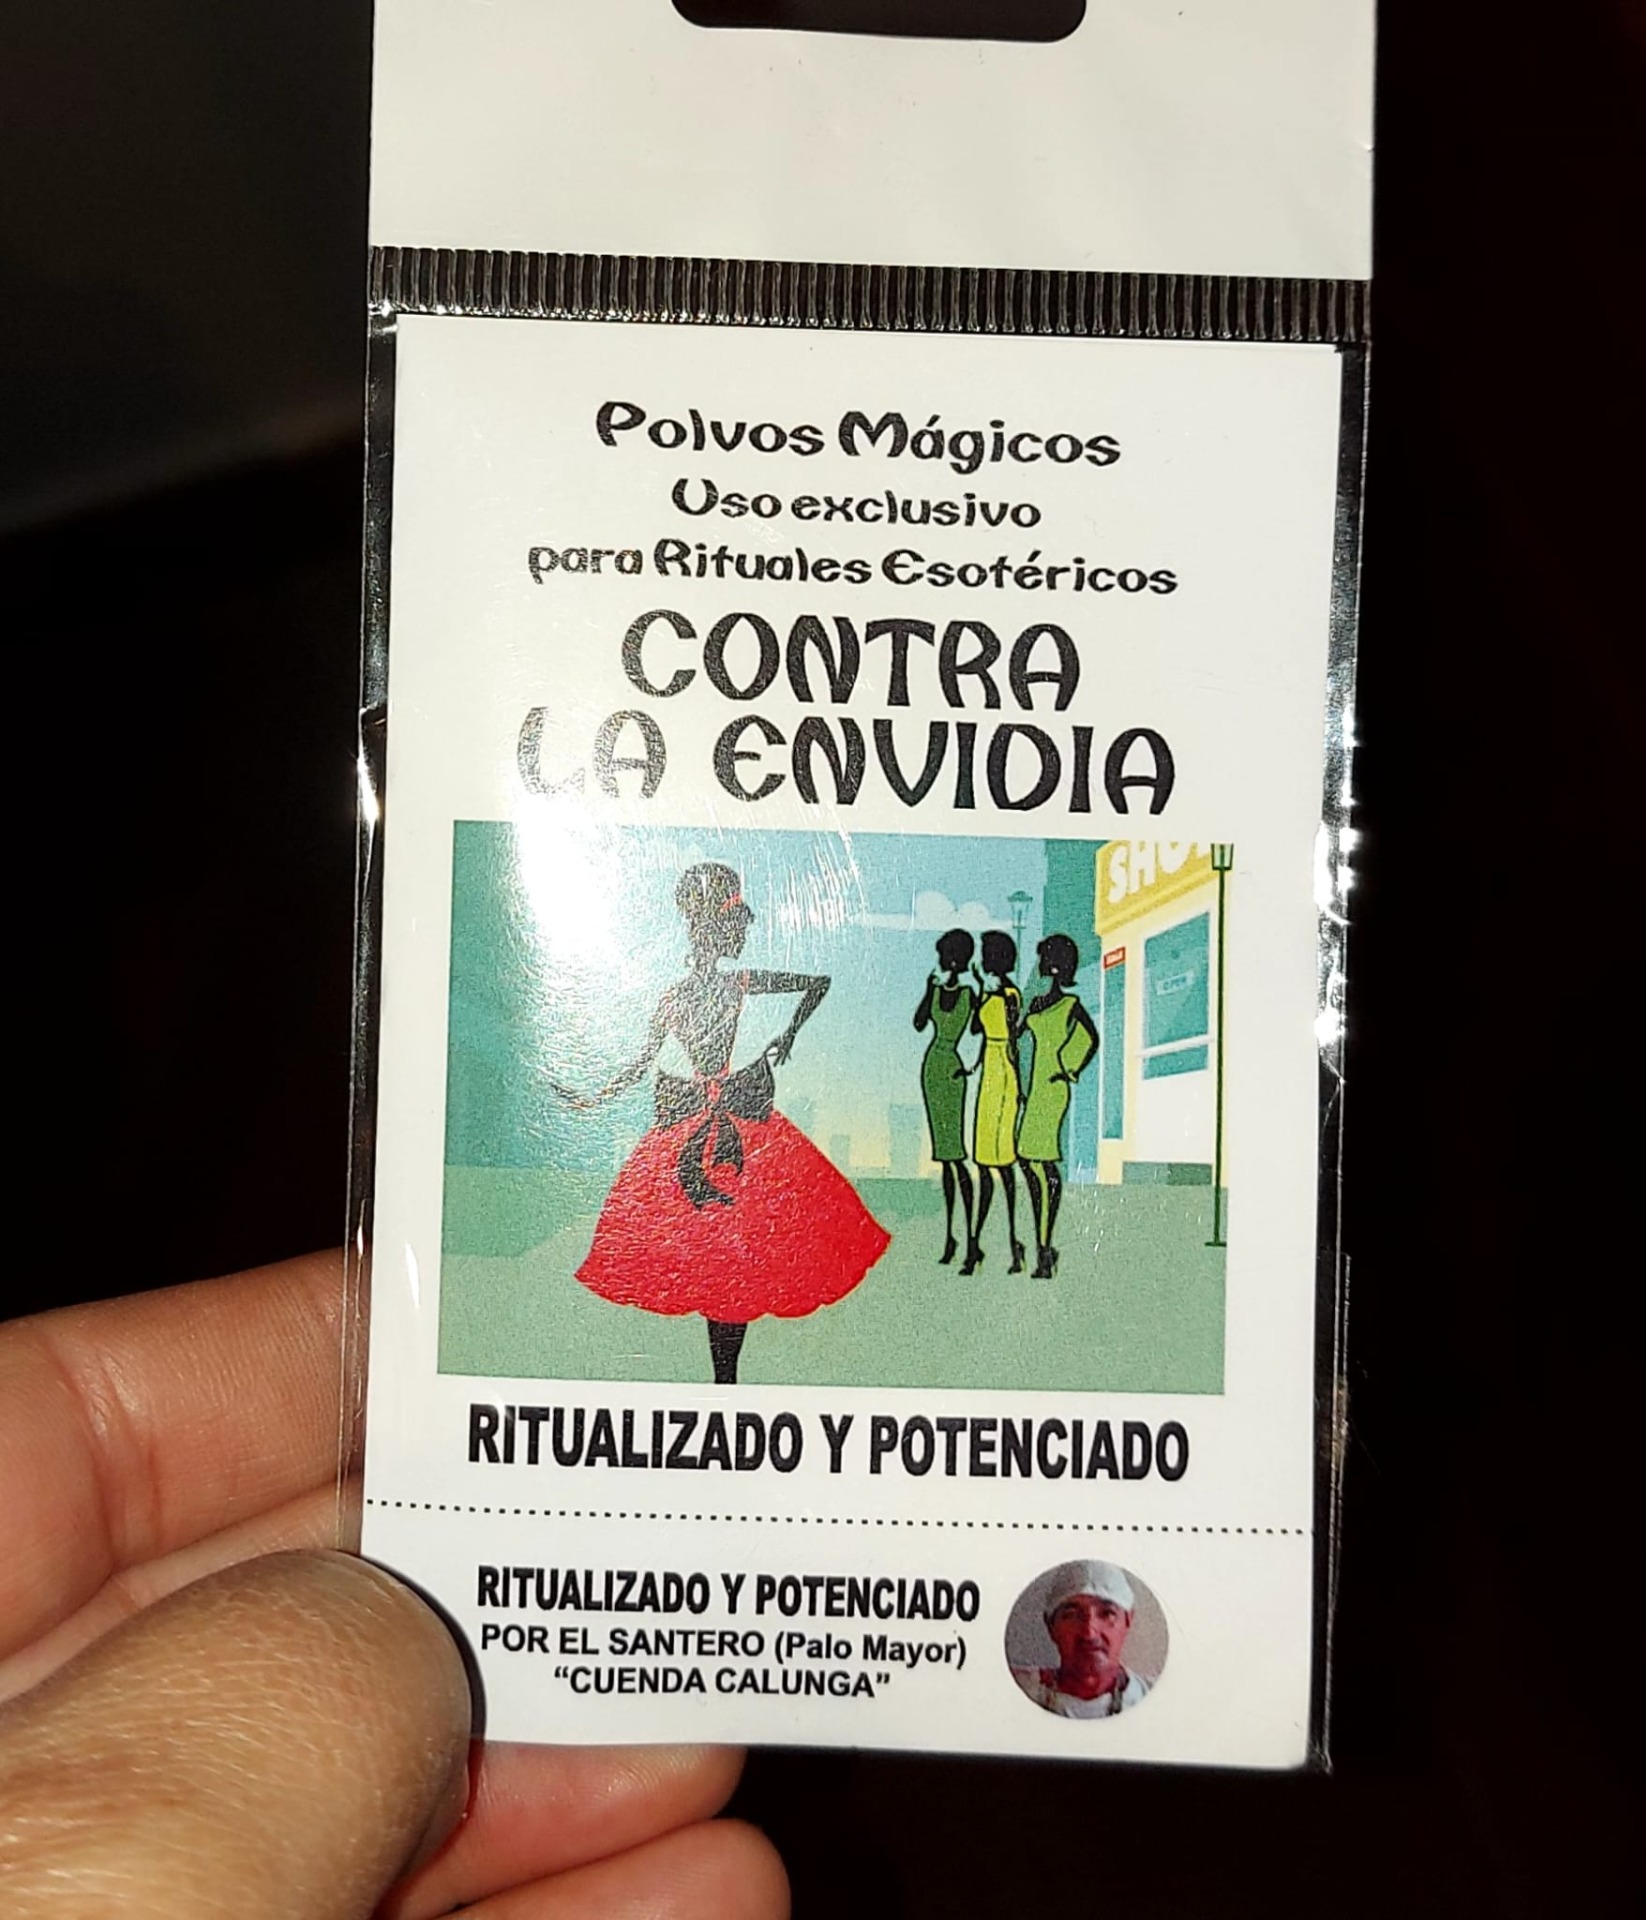 Polvos Mágicos
Uso exclusivo
para Rituales Esotéricos
CONTRA
LA ENVIDIA
OPEN
RITUALIZADO Y POTENCIADO
RITUALIZADO Y POTENCIADO
POR EL SANTERO (Palo Mayor)
“CUENDA CALUNGA”